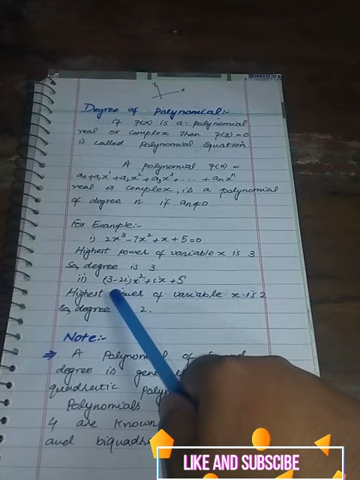 Degree of Polynomial:-
If f(x) is a polynomial
real or complex then f(x)=0
is called Polynomial Equation
A polynomial f(x) =
a₀+a₁x¹+a₂x²+a₃x³+....+aₙxⁿ
real or complex, is a polynomial
of degree n if aₙ≠0
For Example:-
i) 2x³-7x²+x+5=0
Highest power of variable x is 3
So, degree is 3.
ii) (3-2i)x²+ix+5
Highest power of variable x is 2
So, degree 2.
Note:-
⇒ A Polynomial of
degree is
quadratic
Polynomials
4 are known
and
LIKE AND SUBSCRIBE